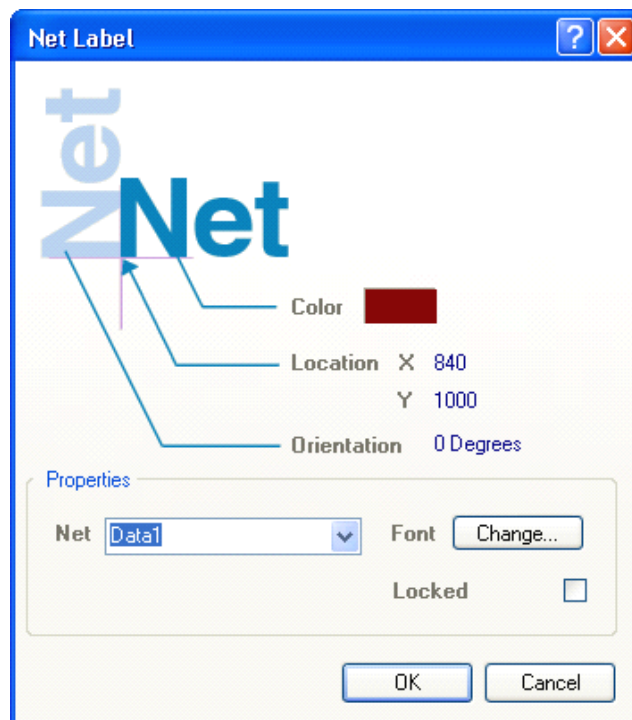 Net Label
Net
Net
Color
Location X 840
Y 1000
Orientation 0 Degrees
Properties
Net Data1 Font Change...
Locked
OK Cancel